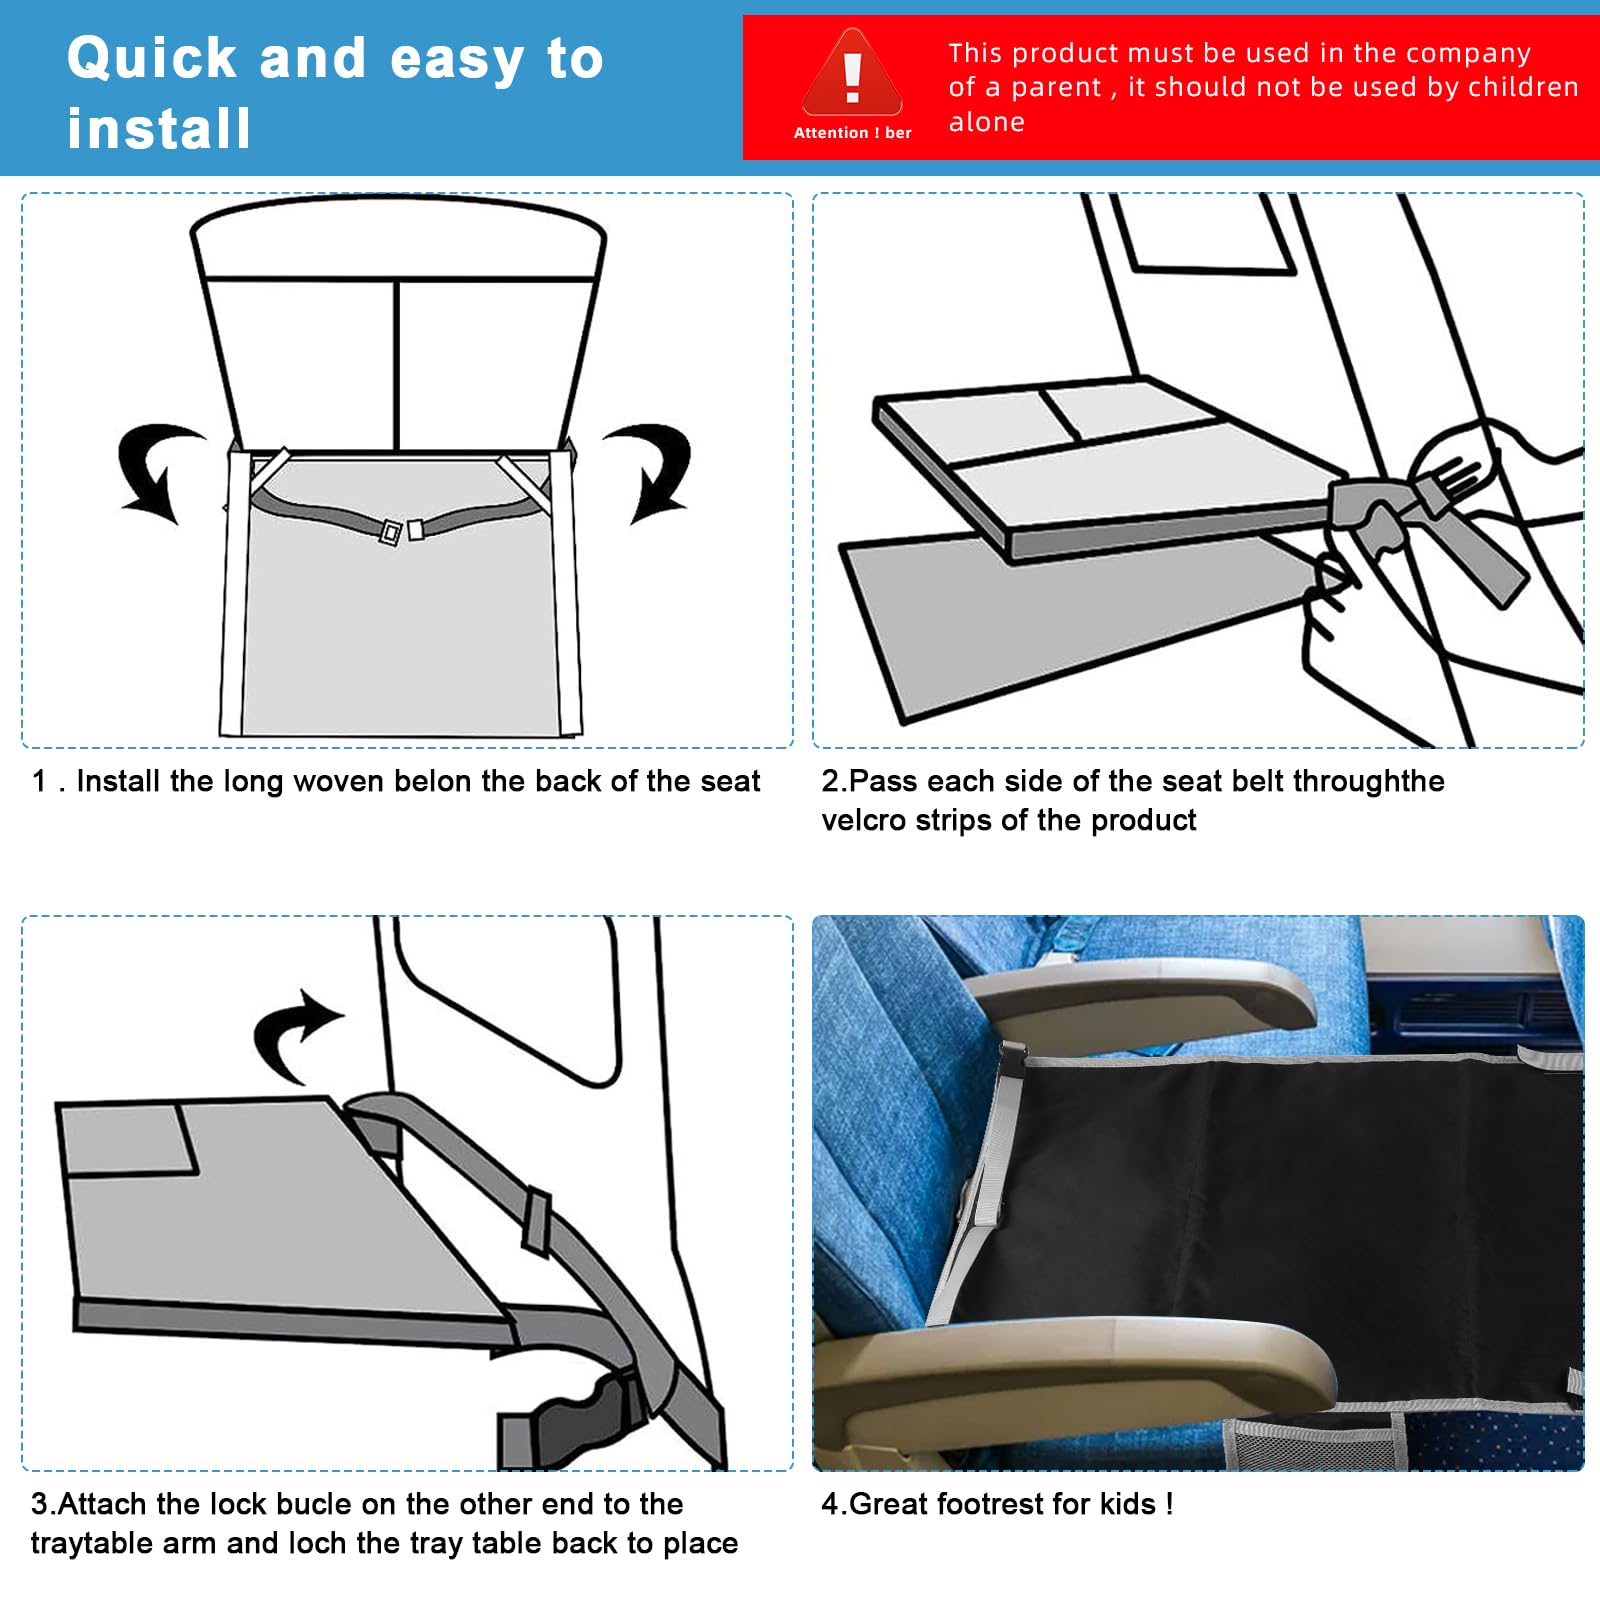 Quick and easy to
install
This product must be used in the company
of a parent , it should not be used by children
alone
Attention ! ber
1 . Install the long woven belon the back of the seat
2.Pass each side of the seat belt throughthe
velcro strips of the product
3.Attach the lock bucle on the other end to the
traytable arm and loch the tray table back to place
4.Great footrest for kids !